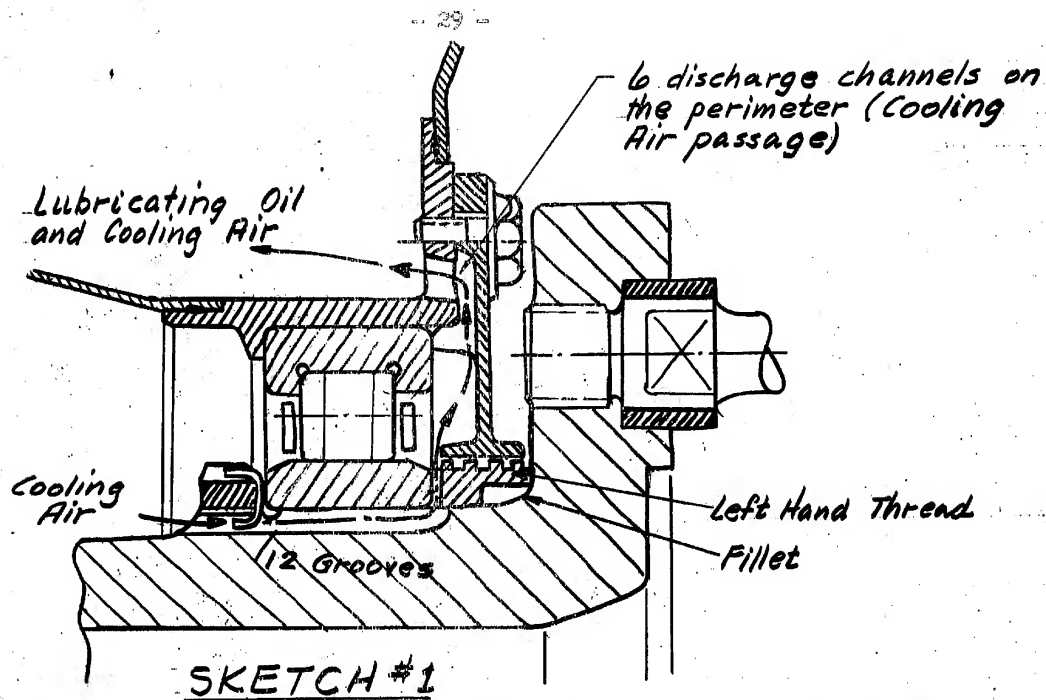 - 29 -
6 discharge channels on
the perimeter (Cooling
Air passage)
Lubricating Oil
and Cooling Air
Cooling
Air
12 Grooves
Left Hand Thread
Fillet
SKETCH #1